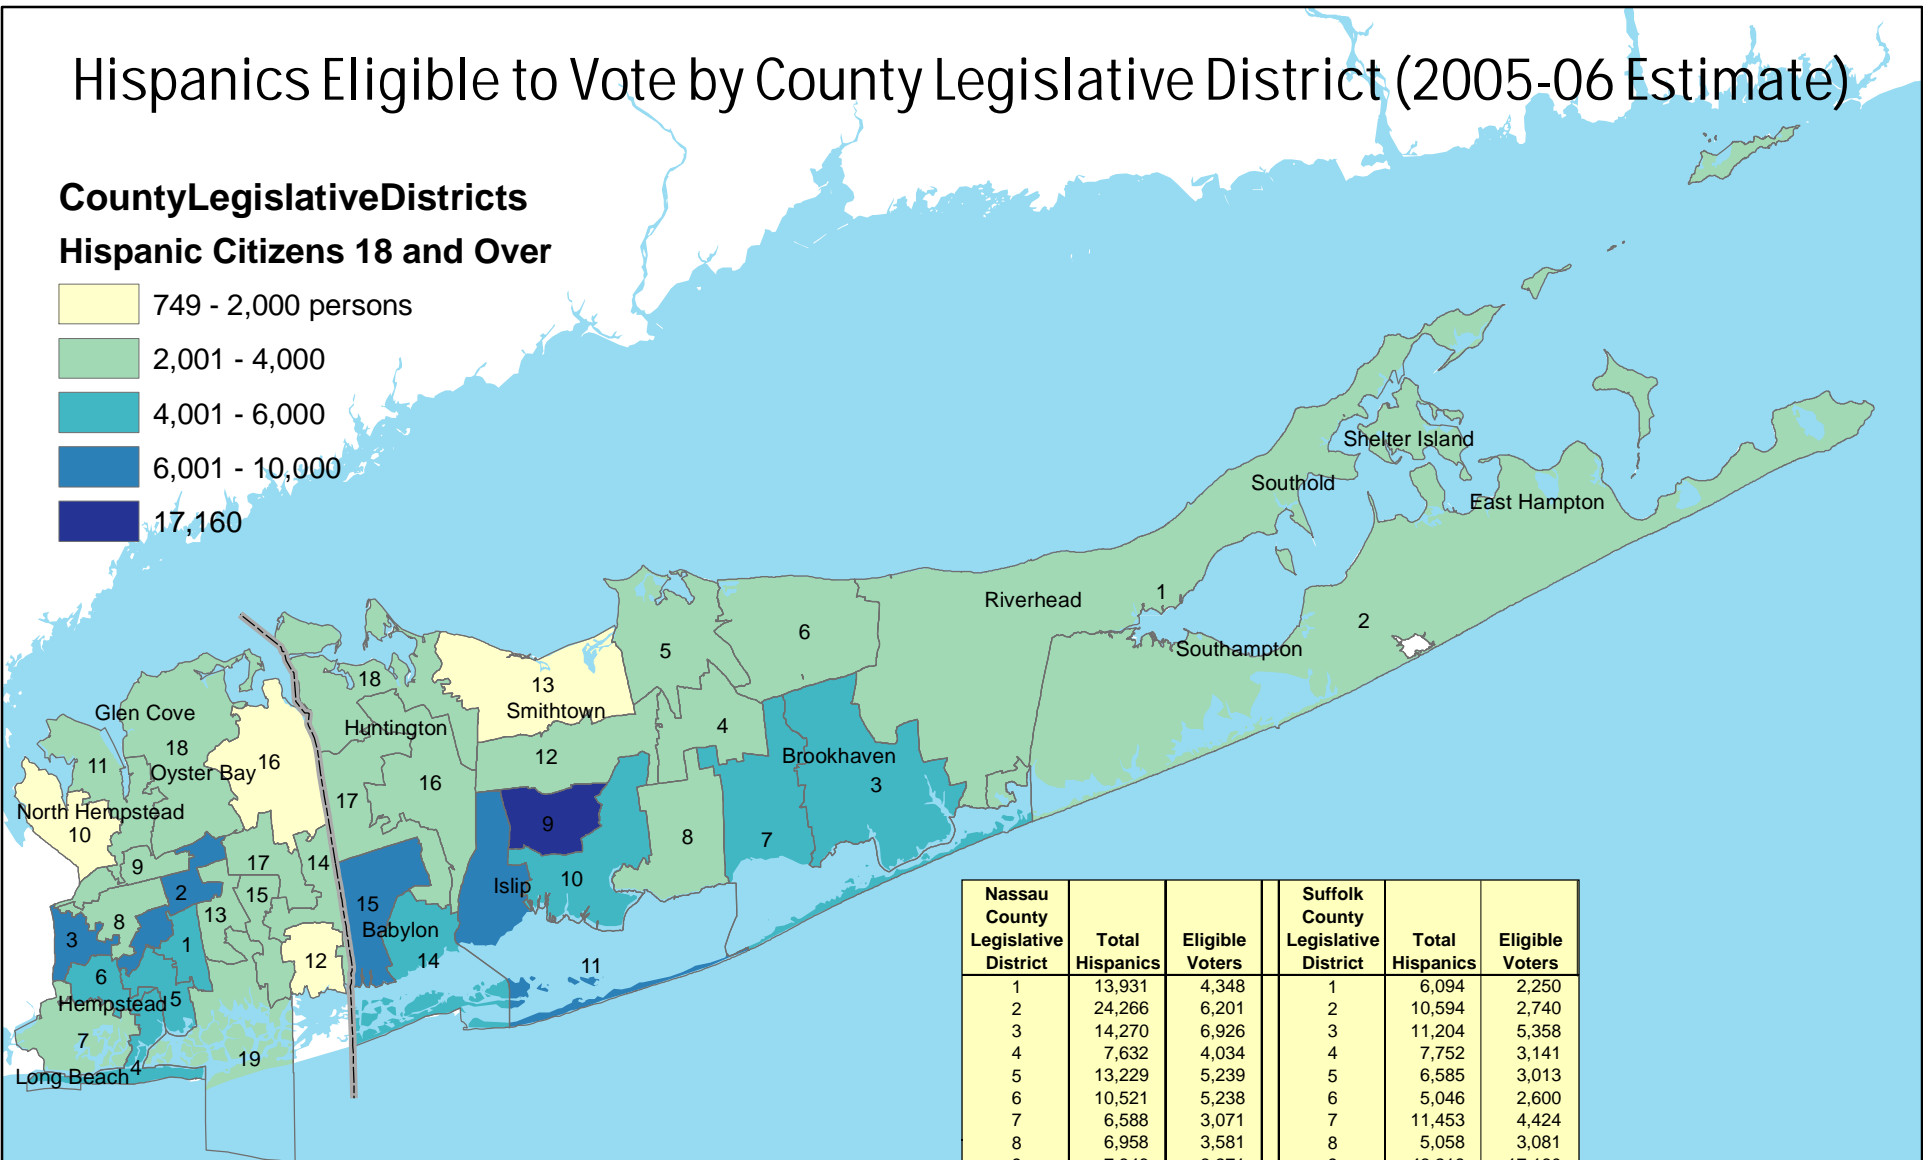 Hispanics Eligible to Vote by County Legislative District (2005-06 Estimate)
CountyLegislativeDistricts
Hispanic Citizens 18 and Over
749 - 2,000 persons
2,001 - 4,000
4,001 - 6,000
6,001 - 10,000
17,160
Shelter Island
Southold
East Hampton
1
Riverhead
2
6
5
Southampton
18
13
Smithtown
Glen Cove
Huntington
4
18
12
Brookhaven
11
Oyster Bay
16
16
3
17
North Hempstead
10
9
8
7
9
17
14
2
15
10
Islip
15
13
8
Babylon
3
1
12
14
11
6
5
Hempstead
7
19
4
Long Beach
Nassau County Legislative District Total Hispanics Eligible Voters Suffolk County Legislative District Total Hispanics Eligible Voters
1 13,931 4,348 1 6,094 2,250
2 24,266 6,201 2 10,594 2,740
3 14,270 6,926 3 11,204 5,358
4 7,632 4,034 4 7,752 3,141
5 13,229 5,239 5 6,585 3,013
6 10,521 5,238 6 5,046 2,600
7 6,588 3,071 7 11,453 4,424
8 6,958 3,581 8 5,058 3,081